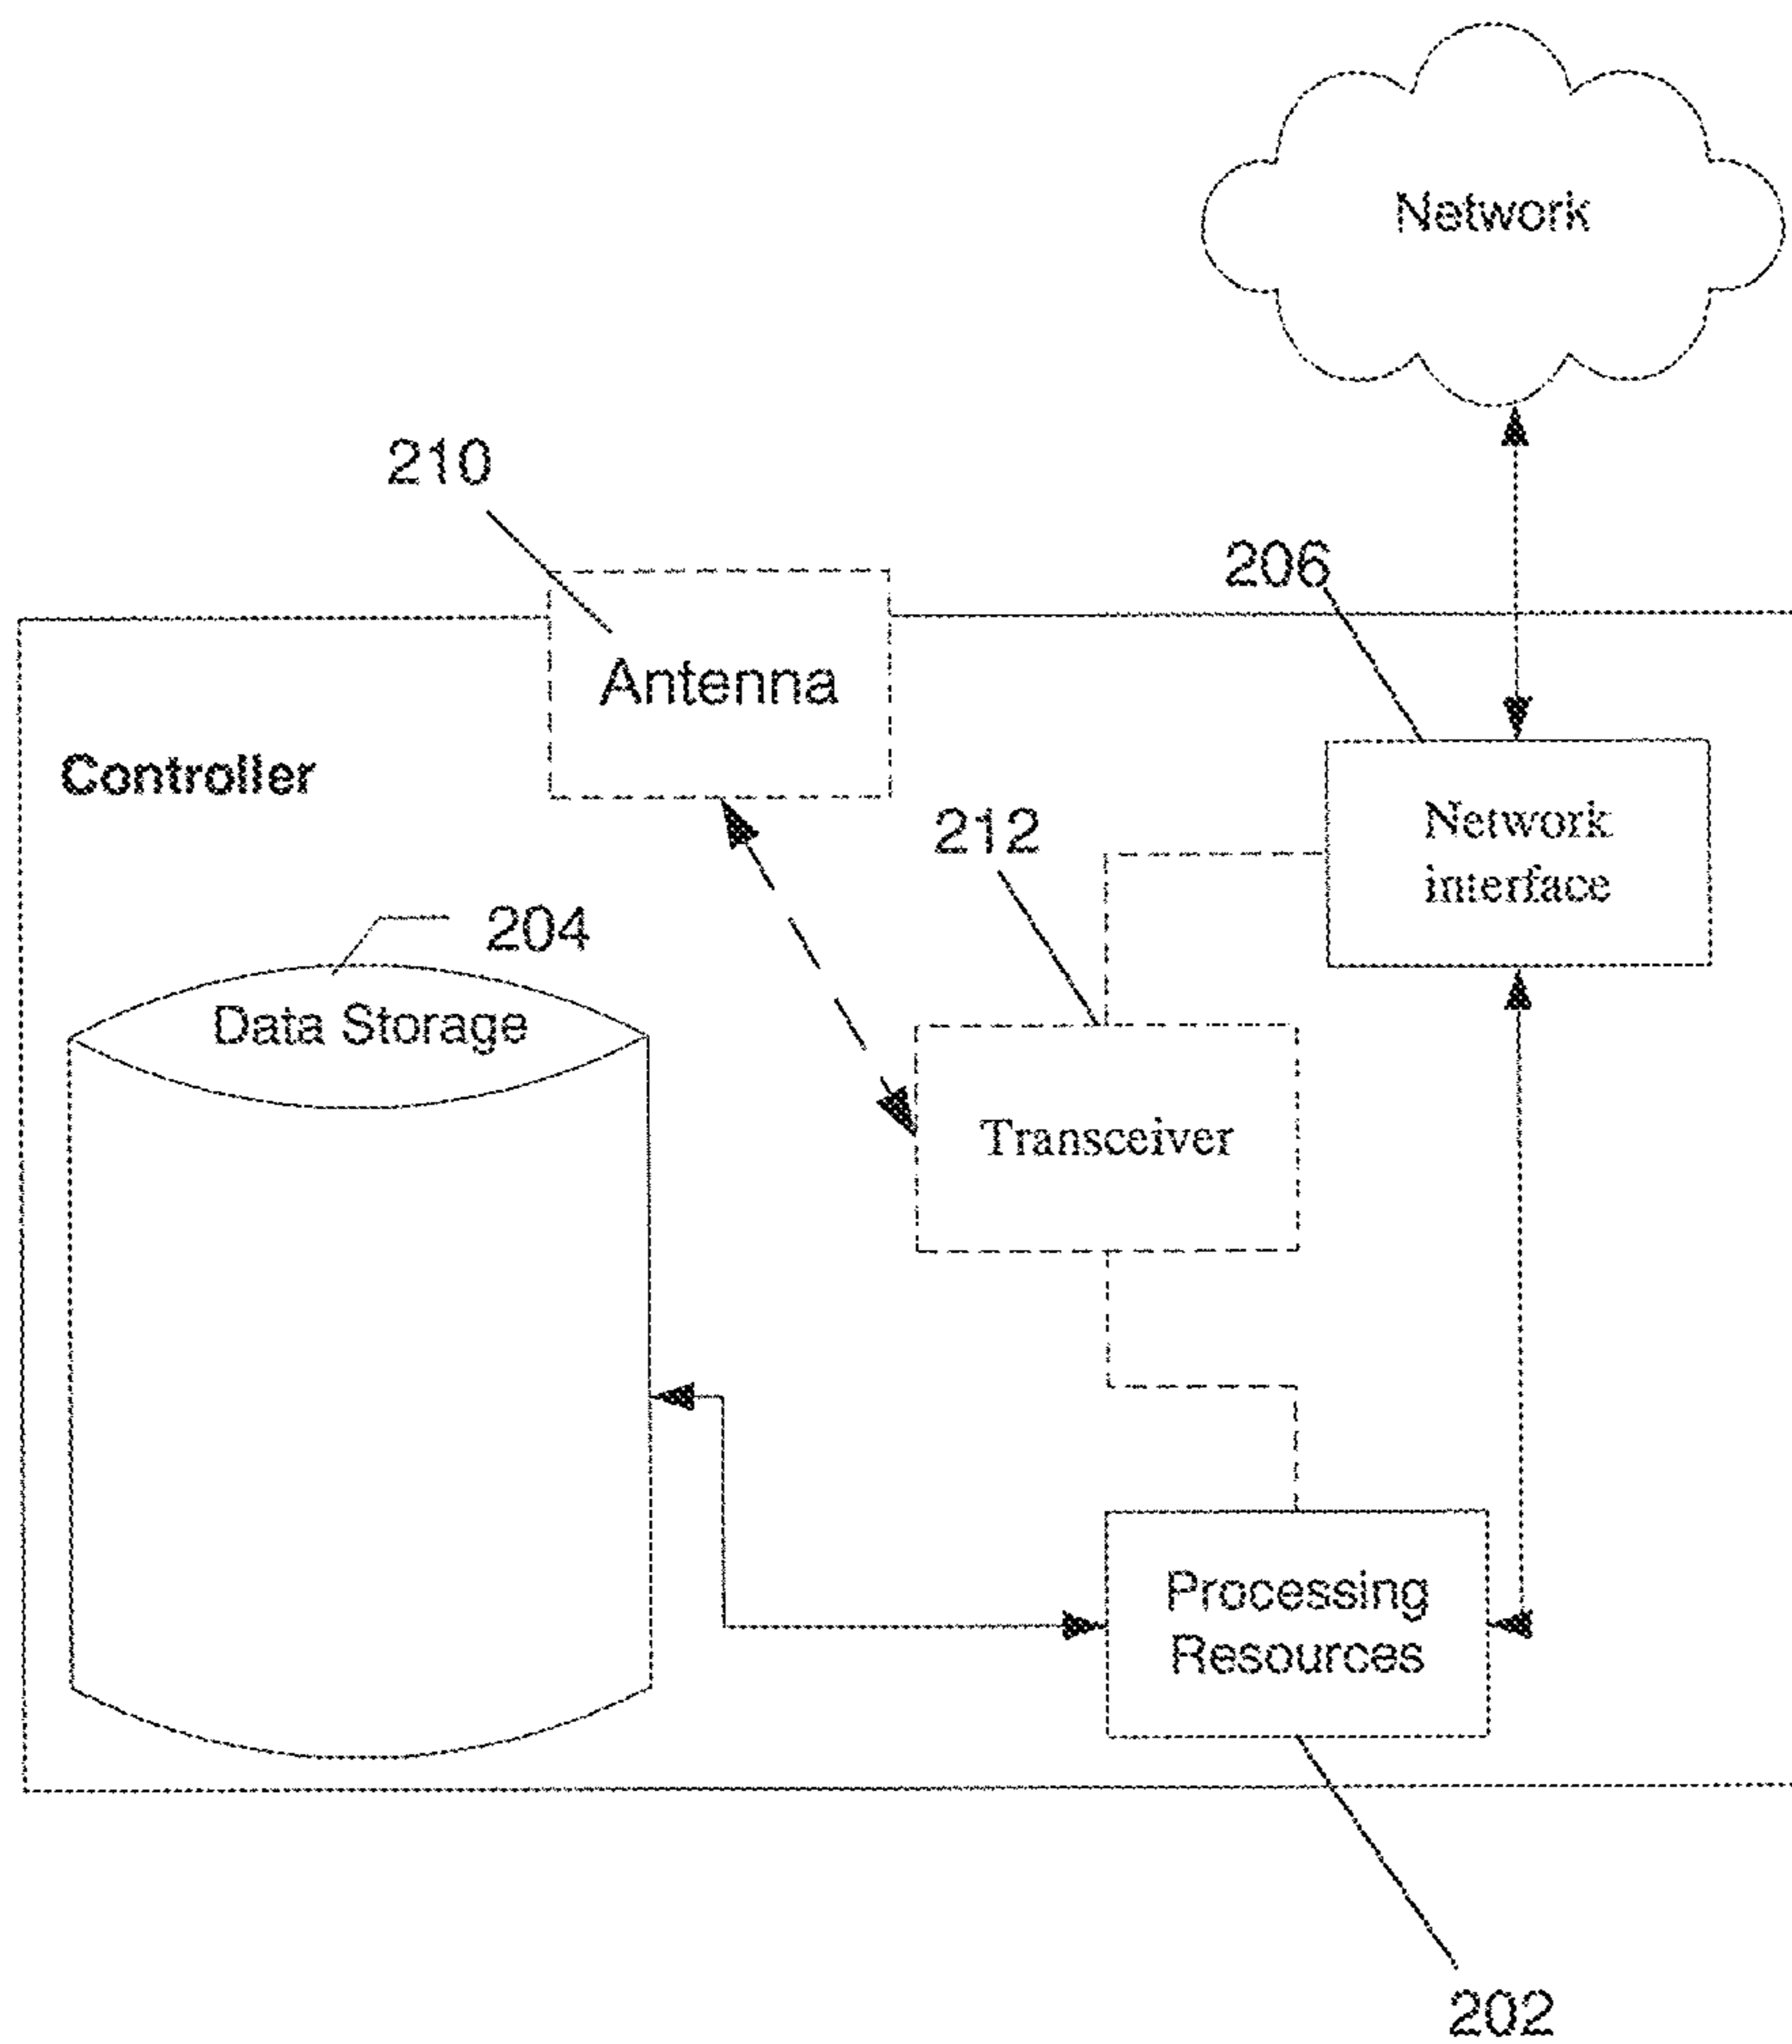 Network
210
206
Antenna
Controller
212
Network
interface
204
Data Storage
Transceiver
Processing
Resources
202